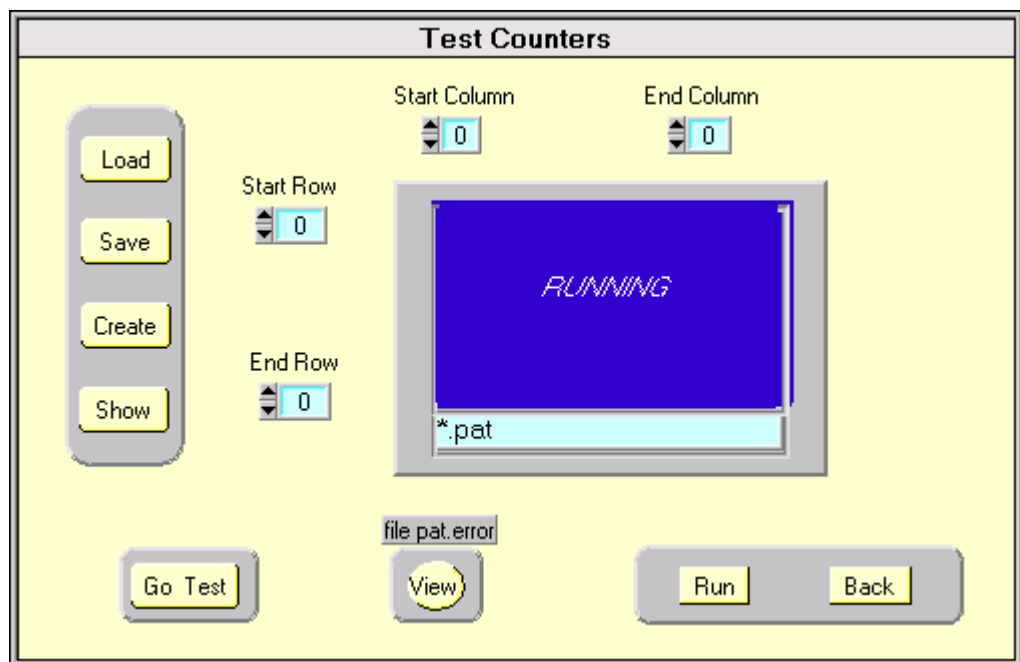 Test Counters
Start Column
End Column
0
0
Load
Start Row
0
Save
RUNNING
Create
End Row
0
Show
*.pat
file pat.error
Go Test
View
Run
Back